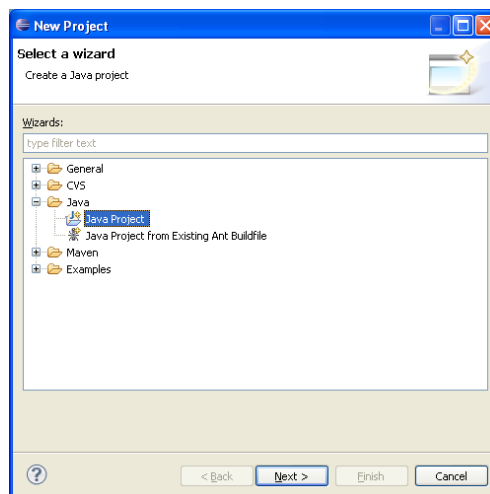 New Project
Select a wizard
Create a Java project
Wizards:
type filter text
General
CVS
Java
Java Project
Java Project from Existing Ant Buildfile
Maven
Examples
< Back Next > Finish Cancel